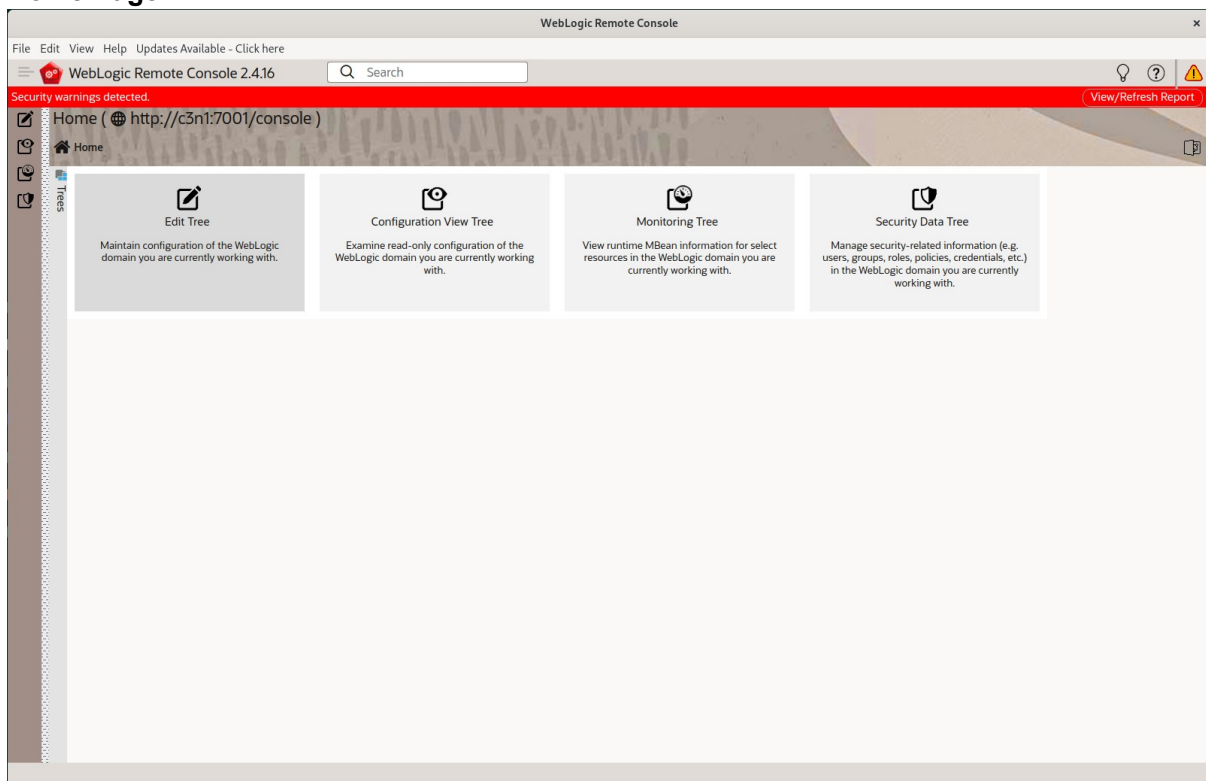 WebLogic Remote Console
File Edit View Help Updates Available - Click here
WebLogic Remote Console 2.4.16
Search
Security warnings detected.
View/Refresh Report
Home ( http://c3n1:7001/console )
Home
Trees
Edit Tree
Maintain configuration of the WebLogic
domain you are currently working with.
Configuration View Tree
Examine read-only configuration of the
WebLogic domain you are currently working
with.
Monitoring Tree
View runtime MBean information for select
resources in the WebLogic domain you are
currently working with.
Security Data Tree
Manage security-related information (e.g.
users, groups, roles, policies, credentials, etc.)
in the WebLogic domain you are currently
working with.